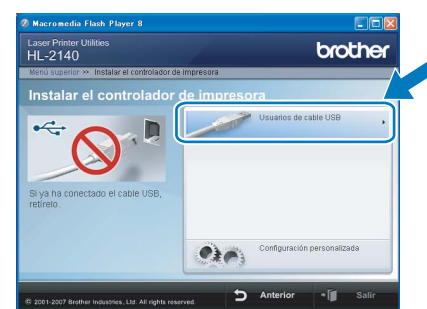 Macromedia Flash Player 8
Laser Printer Utilities
HL-2140
brother
Menú superior >> Instalar el controlador de impresora
Instalar el controlador de impresora
Usuarios de cable USB
Si ya ha conectado el cable USB,
retírelo.
Configuración personalizada
© 2001-2007 Brother Industries, Ltd. All rights reserved.
Anterior
Salir